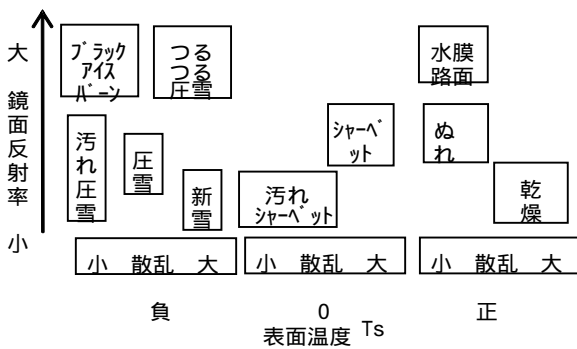 大 鏡面反射率 小
ブラック
アイス
バーン
つる
つる
圧雪
水膜
路面
汚れ圧雪
圧雪
新雪
汚れ
シャーベット
シャーベ
ット
ぬれ
乾燥
小 散乱 大
小 散乱 大
小 散乱 大
負
0
正
表面温度 Ts